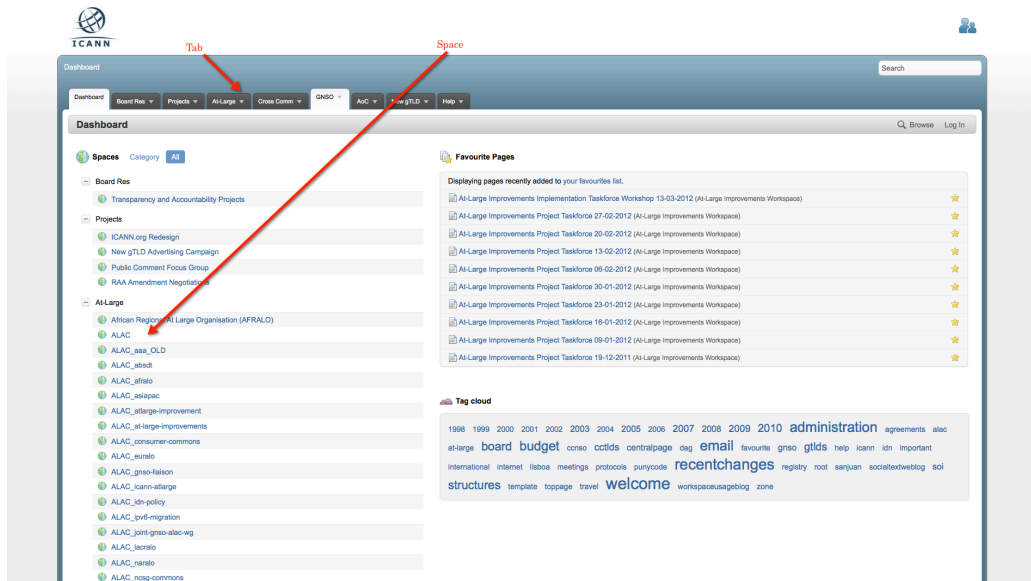 ICANN
Tab
Space
Dashboard
Search
Dashboard
Board Res
Projects
At-Large
Cross Comm
GNSO
AoC
New gTLD
Help
Dashboard
Browse
Log In
Spaces
Category
All
Board Res
Transparency and Accountability Projects
Projects
ICANN.org Redesign
New gTLD Advertising Campaign
Public Comment Focus Group
RAA Amendment Negotiations
At-Large
African Regional At Large Organisation (AFRALO)
ALAC
ALAC_aaa_OLD
ALAC_absdt
ALAC_afralo
ALAC_asiapac
ALAC_atlarge-improvement
ALAC_at-large-improvements
ALAC_consumer-commons
ALAC_euralo
ALAC_gnso-liaison
ALAC_icann-atlarge
ALAC_idn-policy
ALAC_ipv6-migration
ALAC_joint-gnso-alac-wg
ALAC_lacralo
ALAC_naralo
ALAC_ncsg-commons
Favourite Pages
Displaying pages recently added to your favourites list.
At-Large Improvements Implementation Taskforce Workshop 13-03-2012 (At-Large Improvements Workspace)
At-Large Improvements Project Taskforce 27-02-2012 (At-Large Improvements Workspace)
At-Large Improvements Project Taskforce 20-02-2012 (At-Large Improvements Workspace)
At-Large Improvements Project Taskforce 13-02-2012 (At-Large Improvements Workspace)
At-Large Improvements Project Taskforce 06-02-2012 (At-Large Improvements Workspace)
At-Large Improvements Project Taskforce 30-01-2012 (At-Large Improvements Workspace)
At-Large Improvements Project Taskforce 23-01-2012 (At-Large Improvements Workspace)
At-Large Improvements Project Taskforce 16-01-2012 (At-Large Improvements Workspace)
At-Large Improvements Project Taskforce 09-01-2012 (At-Large Improvements Workspace)
At-Large Improvements Project Taskforce 19-12-2011 (At-Large Improvements Workspace)
Tag cloud
1998 1999 2000 2001 2002 2003 2004 2005 2006 2007 2008 2009 2010 administration agreements alac
at-large board budget ccnso cctlds centralpage dag email favourite gnso gtlds help icann idn important
international internet lisboa meetings protocols punycode recentchanges registry root sanjuan socialtextweblog soi
structures template toppage travel welcome workspaceusageblog zone